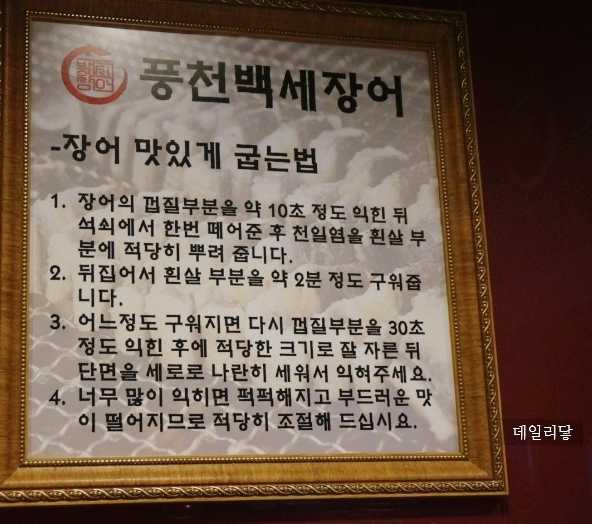 풍천백세장어
-장어 맛있게 굽는법
1. 장어의 껍질부분을 약 10초 정도 익힌 뒤
석쇠에서 한번 떼어준 후 천일염을 흰살 부
분에 적당히 뿌려 줍니다.
2. 뒤집어서 흰살 부분을 약 2분 정도 구워줍
니다.
3. 어느정도 구워지면 다시 껍질부분을 30초
정도 익힌 후에 적당한 크기로 잘 자른 뒤
단면을 세로로 나란히 세워서 익혀주세요.
4. 너무 많이 익히면 퍽퍽해지고 부드러운 맛
이 떨어지므로 적당히 조절해 드십시요.
데일리닿